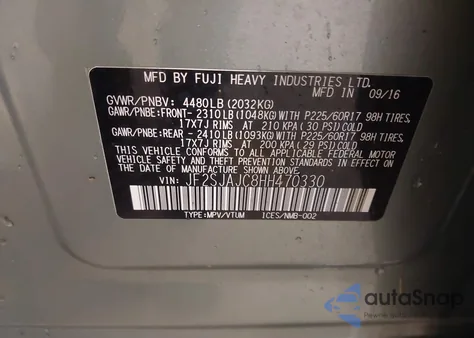 MFD BY FUJI HEAVY INDUSTRIES LTD.
MFD IN 09/16
GVWR/PNBV: 4480LB (2032KG)
GAWR/PNBE:FRONT- 2310LB (1048KG) WITH P225/60R17 98H TIRES,
17X7J RIMS AT 210 KPA (30 PSI) COLD
GAWR/PNBE:REAR - 2410LB (1093KG) WITH P225/60R17 98H TIRES,
17X7J RIMS AT 200 KPA (29 PSI) COLD
THIS VEHICLE CONFORMS TO ALL APPLICABLE FEDERAL MOTOR
VEHICLE SAFETY STANDARDS IN EFFECT ON
THE DATE OF MANUFACTURE SHOWN ABOVE.
VIN: JF2SJAJC8HH470330
TYPE:MPV/VTUM ICES/NMB-002
autoSnap